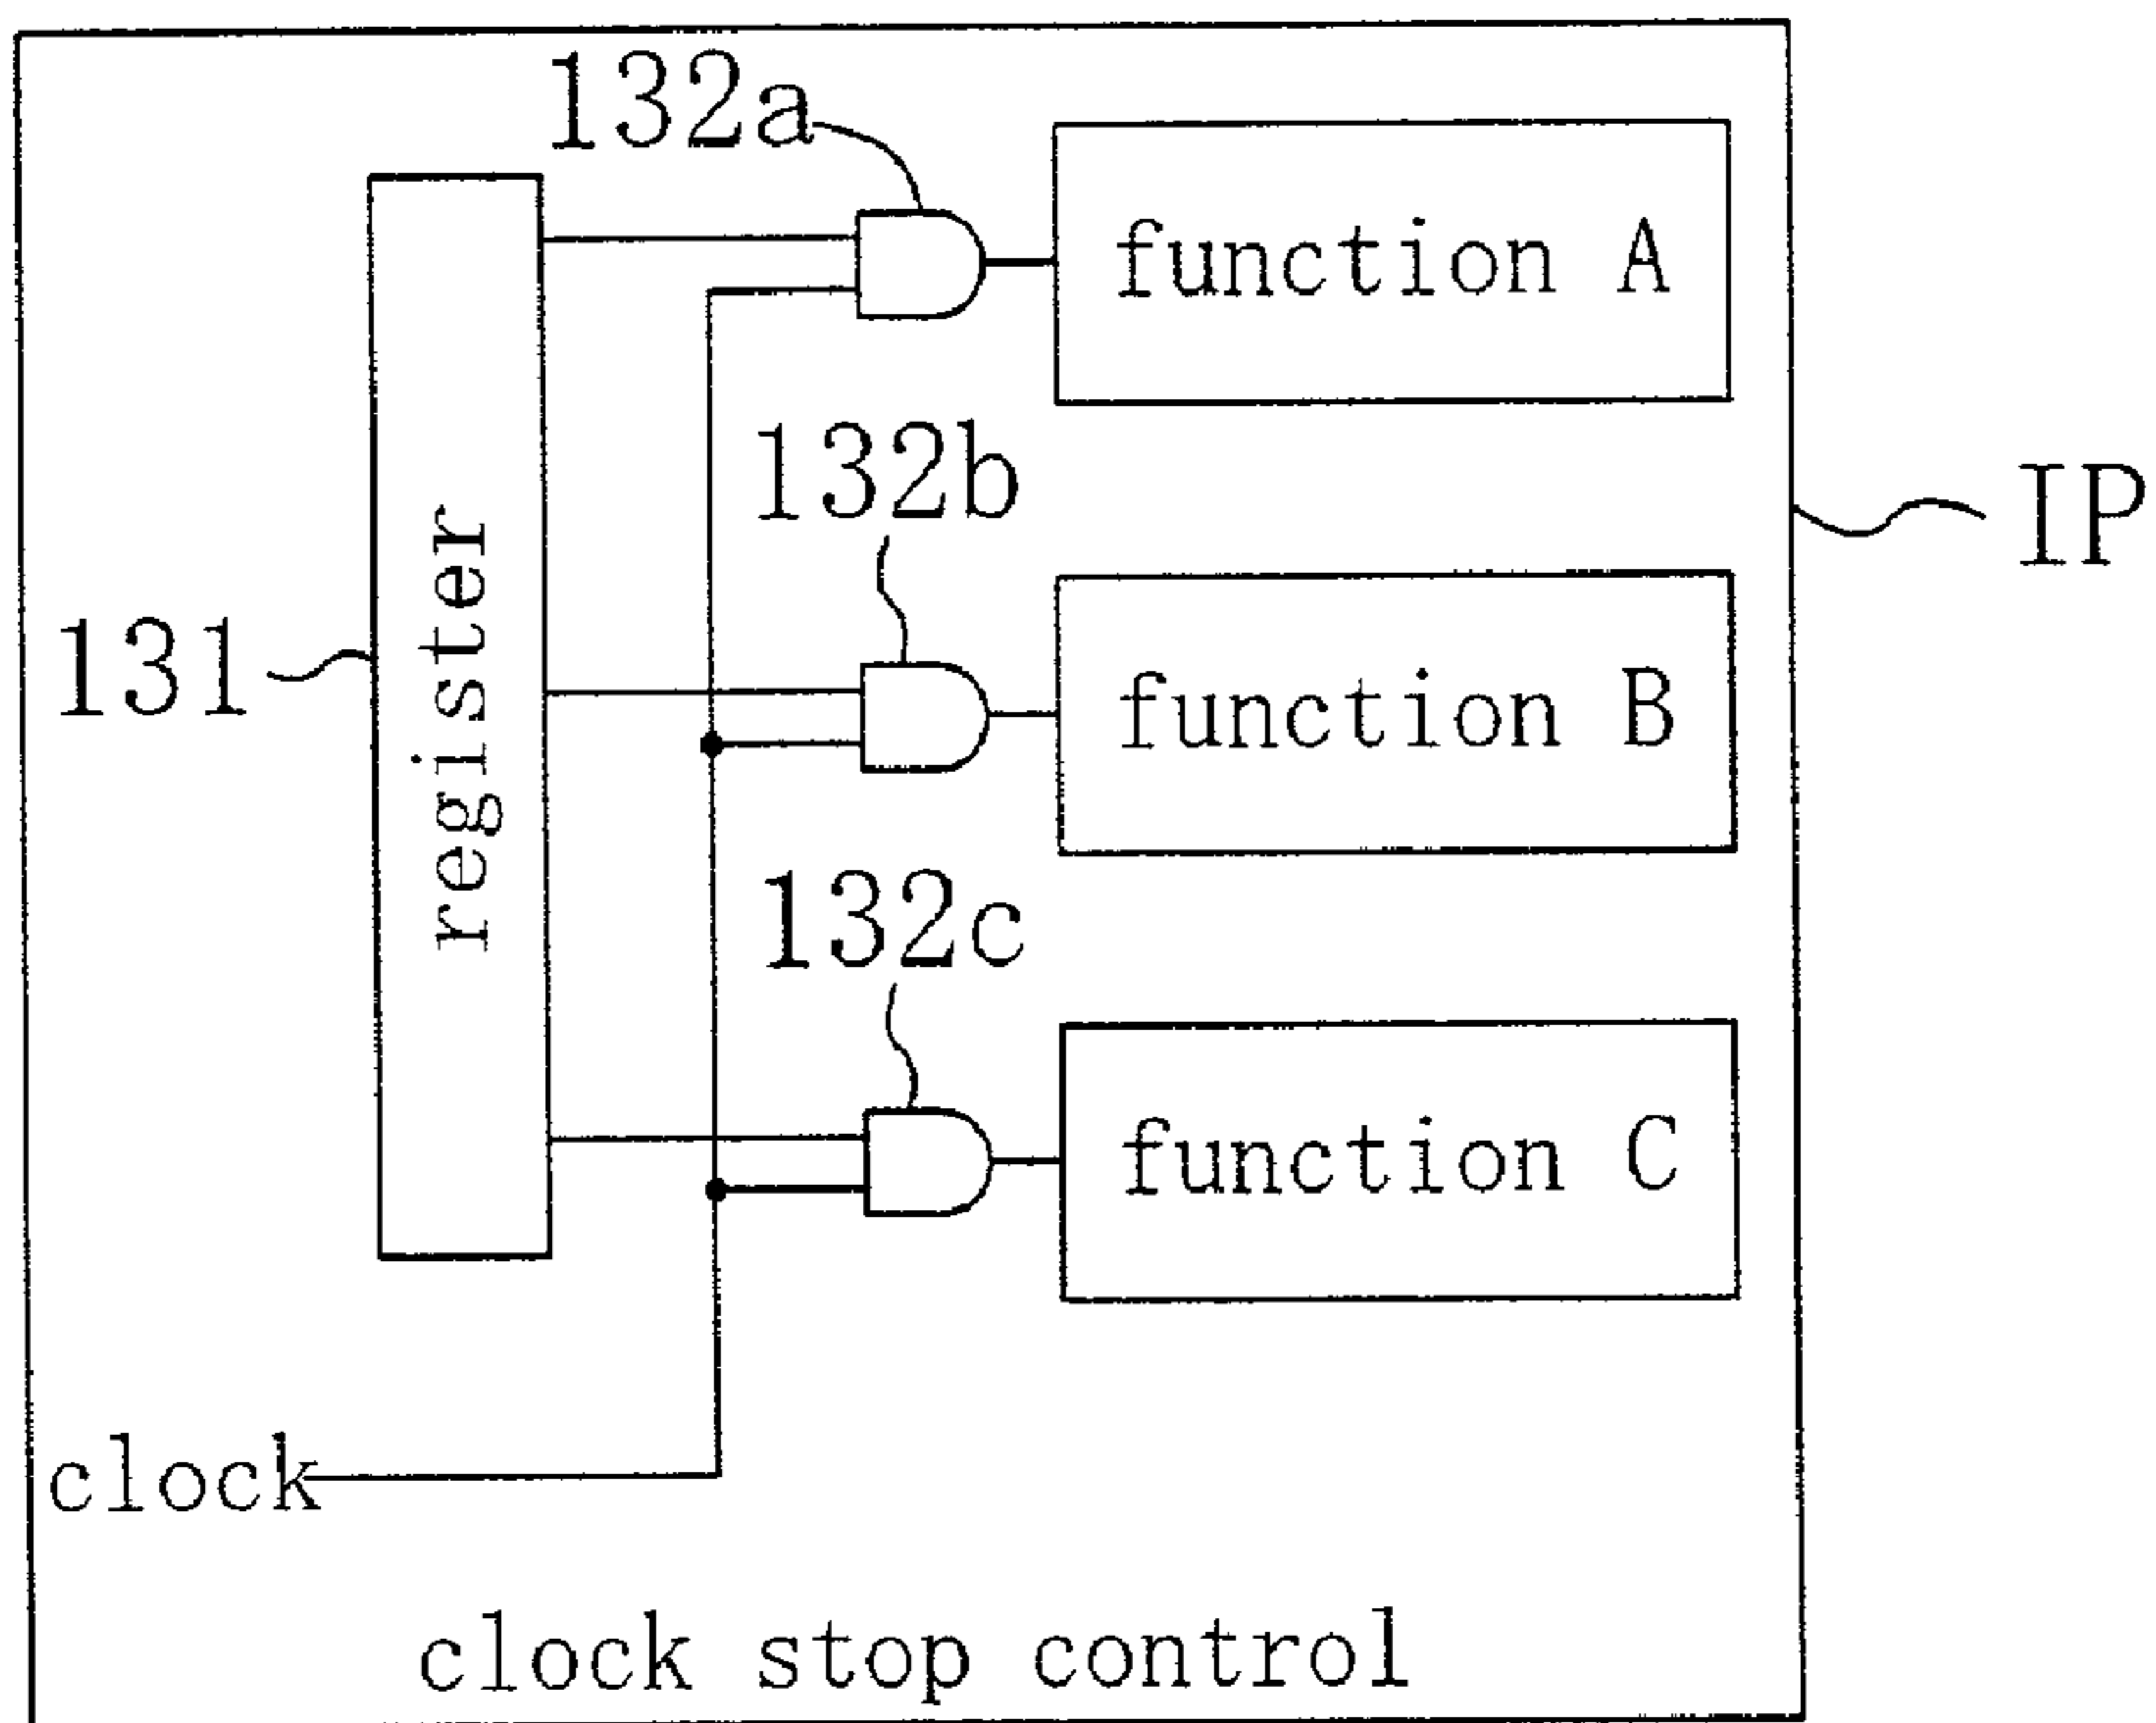 132a
function A
132b
IP
131
register
function B
132c
function C
clock
clock stop control